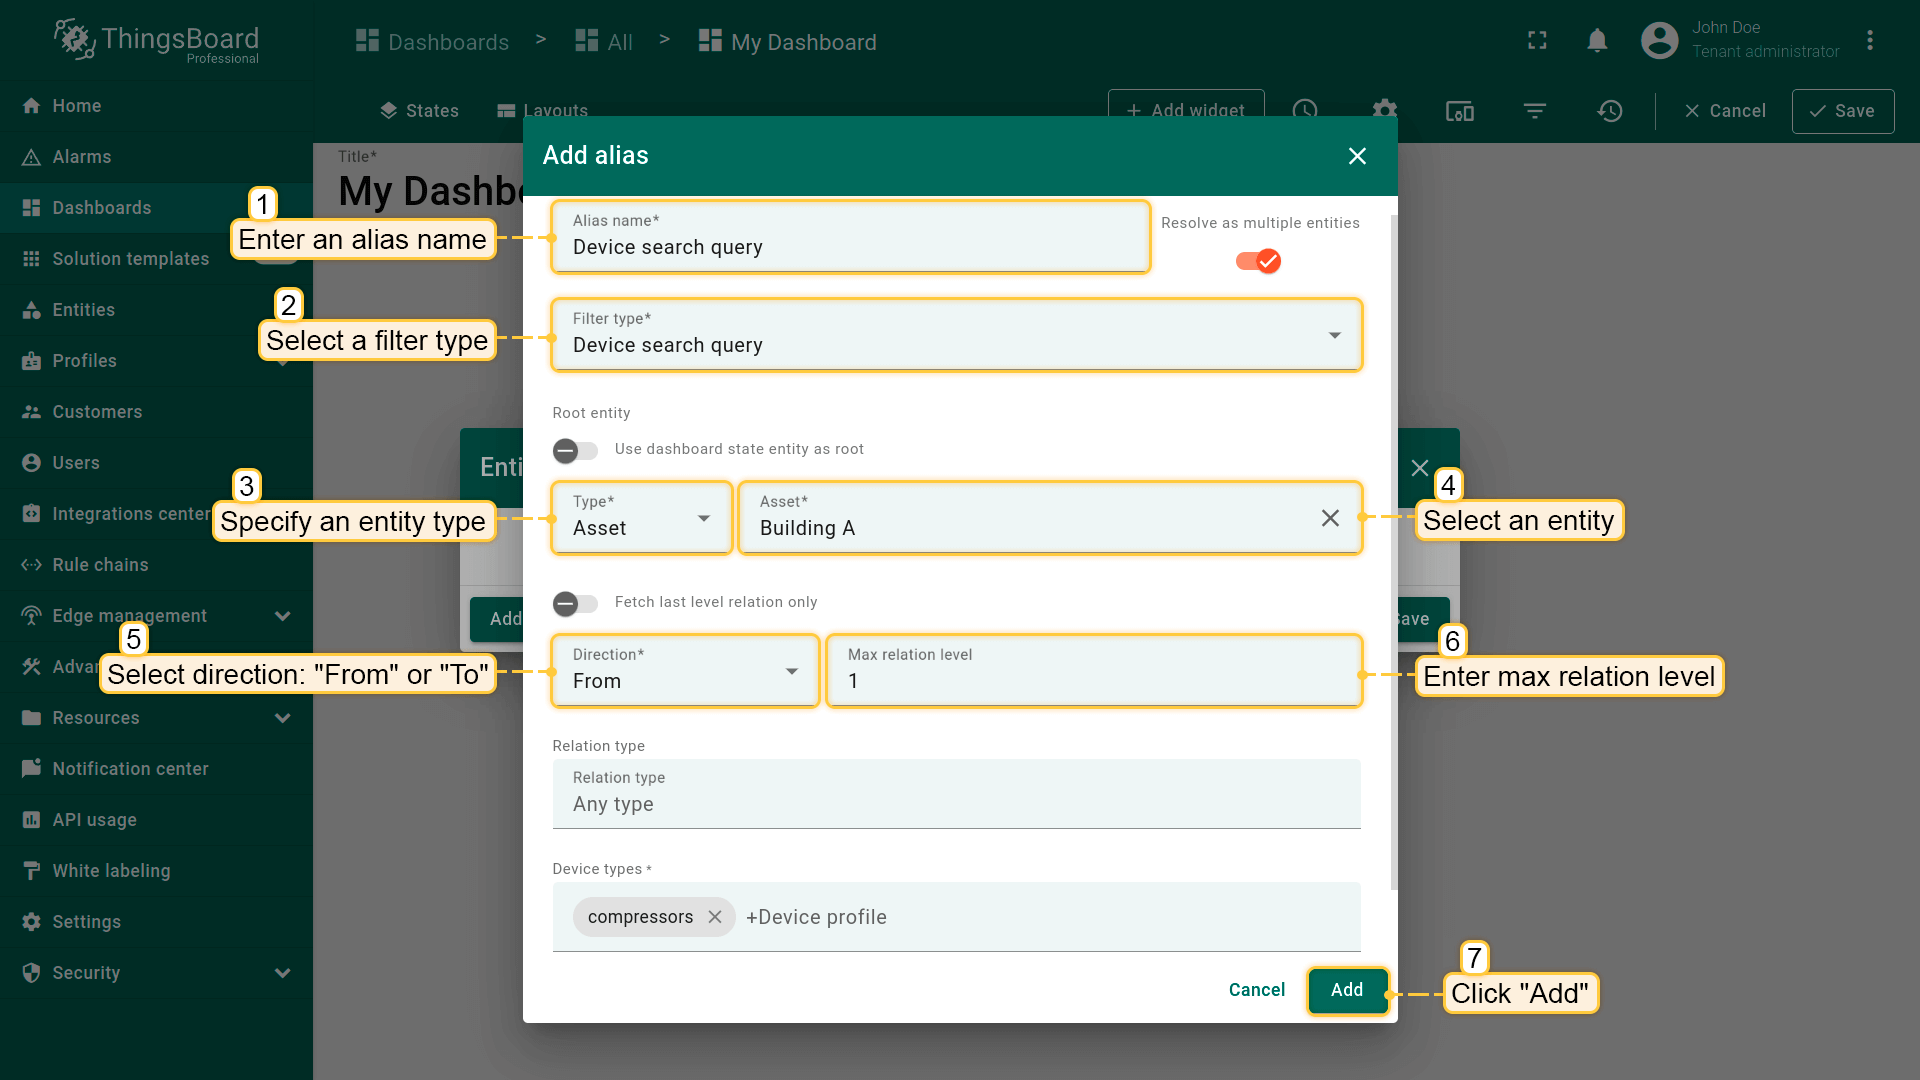 ThingsBoard
Professional
Dashboards > All > My Dashboard
John Doe
Tenant administrator
Home
Alarms
Dashboards
Solution templates
Entities
Profiles
Customers
Users
Integrations center
Rule chains
Edge management
Resources
Notification center
API usage
White labeling
Settings
Security
States
Layouts
Add widget
Cancel
Save
Title*
Add alias
Alias name*
Device search query
Resolve as multiple entities
Filter type*
Device search query
Root entity
Use dashboard state entity as root
Type*
Asset
Asset*
Building A
Fetch last level relation only
Direction*
From
Max relation level
1
Relation type
Relation type
Any type
Device types *
compressors
+Device profile
Cancel
Add
Add
1
Enter an alias name
2
Select a filter type
3
Specify an entity type
4
Select an entity
5
Select direction: "From" or "To"
6
Enter max relation level
7
Click "Add"